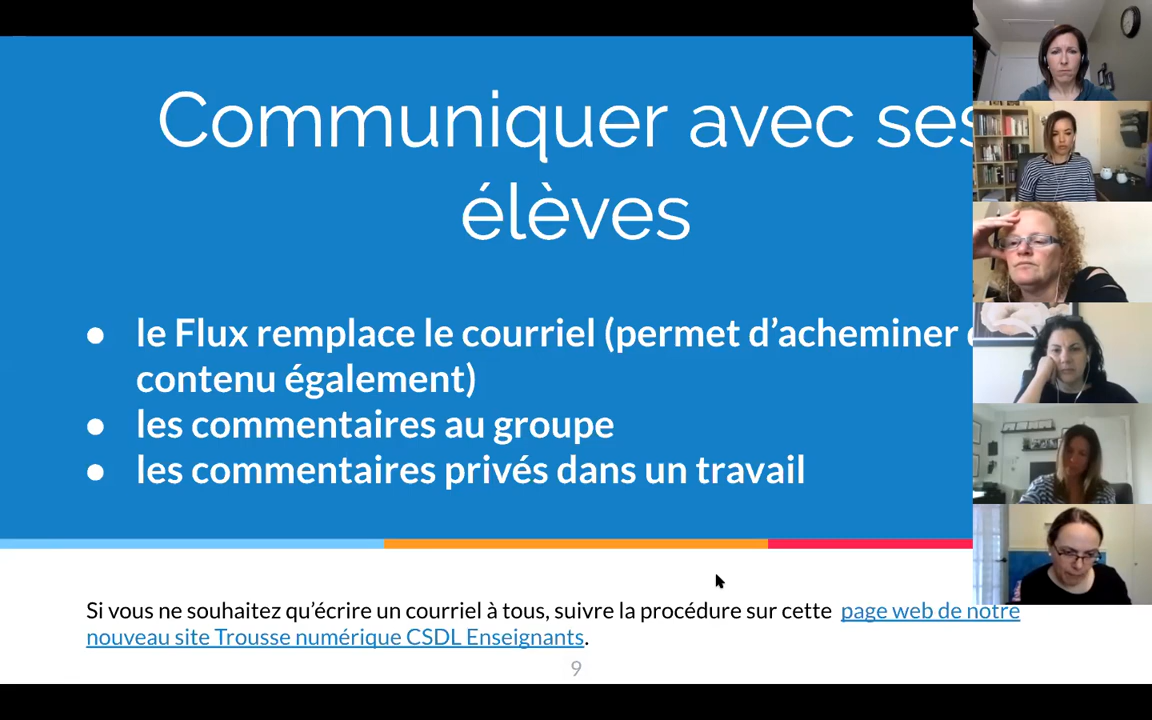 Communiquer avec ses
élèves
● le Flux remplace le courriel (permet d’acheminer
contenu également)
● les commentaires au groupe
● les commentaires privés dans un travail
Si vous ne souhaitez qu’écrire un courriel à tous, suivre la procédure sur cette page web de notre
nouveau site Trousse numérique CSDL Enseignants.
9